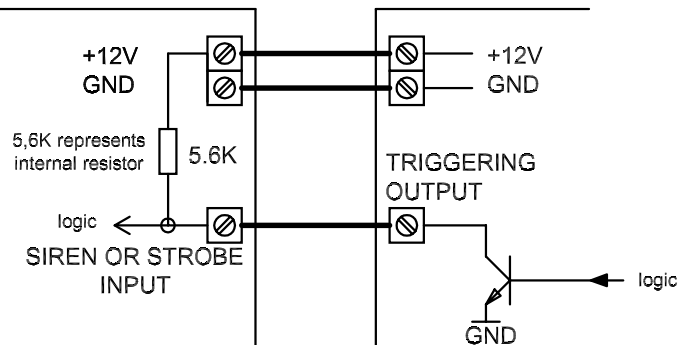 +12V
GND
5,6K represents
internal resistor
5.6K
logic
SIREN OR STROBE
INPUT
+12V
GND
TRIGGERING
OUTPUT
logic
GND